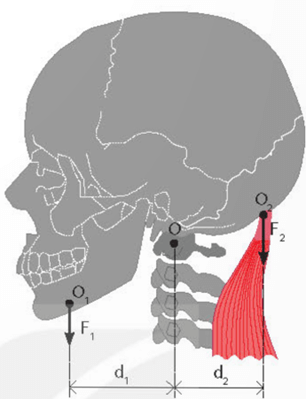 O₂
F₂
O
O₁
F₁
d₁
d₂